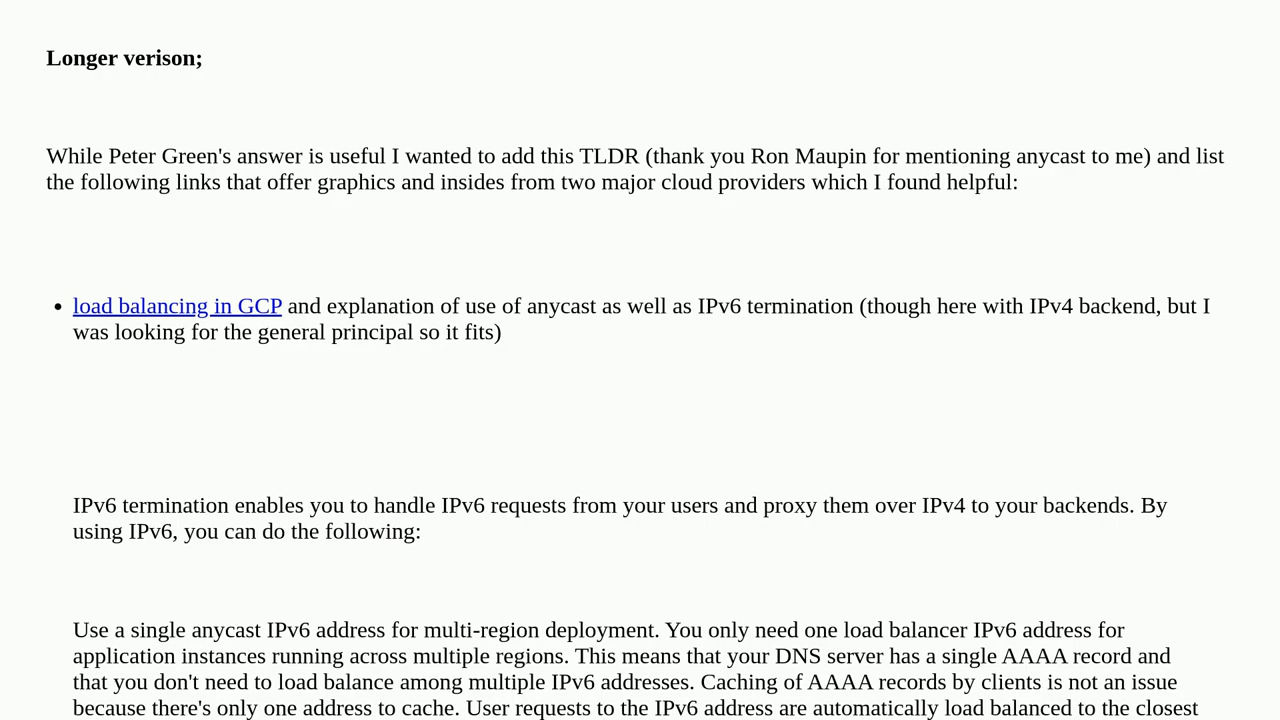 Longer verison;
While Peter Green's answer is useful I wanted to add this TLDR (thank you Ron Maupin for mentioning anycast to me) and list
the following links that offer graphics and insides from two major cloud providers which I found helpful:
• load balancing in GCP and explanation of use of anycast as well as IPv6 termination (though here with IPv4 backend, but I
was looking for the general principal so it fits)
IPv6 termination enables you to handle IPv6 requests from your users and proxy them over IPv4 to your backends. By
using IPv6, you can do the following:
Use a single anycast IPv6 address for multi-region deployment. You only need one load balancer IPv6 address for
application instances running across multiple regions. This means that your DNS server has a single AAAA record and
that you don't need to load balance among multiple IPv6 addresses. Caching of AAAA records by clients is not an issue
because there's only one address to cache. User requests to the IPv6 address are automatically load balanced to the closest